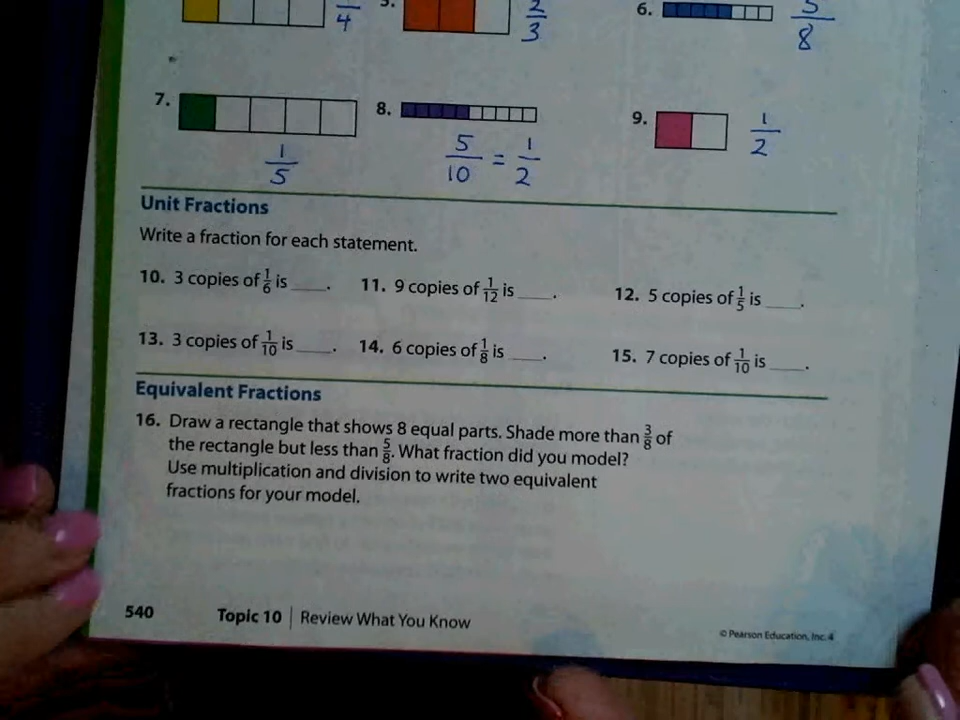 4
5.
2/3
6.
5/8
7.
8.
9.
1/2
1/5
5/10 = 1/2
Unit Fractions
Write a fraction for each statement.
10. 3 copies of 1/6 is ____.
11. 9 copies of 1/12 is ____.
12. 5 copies of 1/5 is ____.
13. 3 copies of 1/10 is ____.
14. 6 copies of 1/8 is ____.
15. 7 copies of 1/10 is ____.
Equivalent Fractions
16. Draw a rectangle that shows 8 equal parts. Shade more than 3/8 of
the rectangle but less than 5/8. What fraction did you model?
Use multiplication and division to write two equivalent
fractions for your model.
540 Topic 10 | Review What You Know
© Pearson Education, Inc. 4